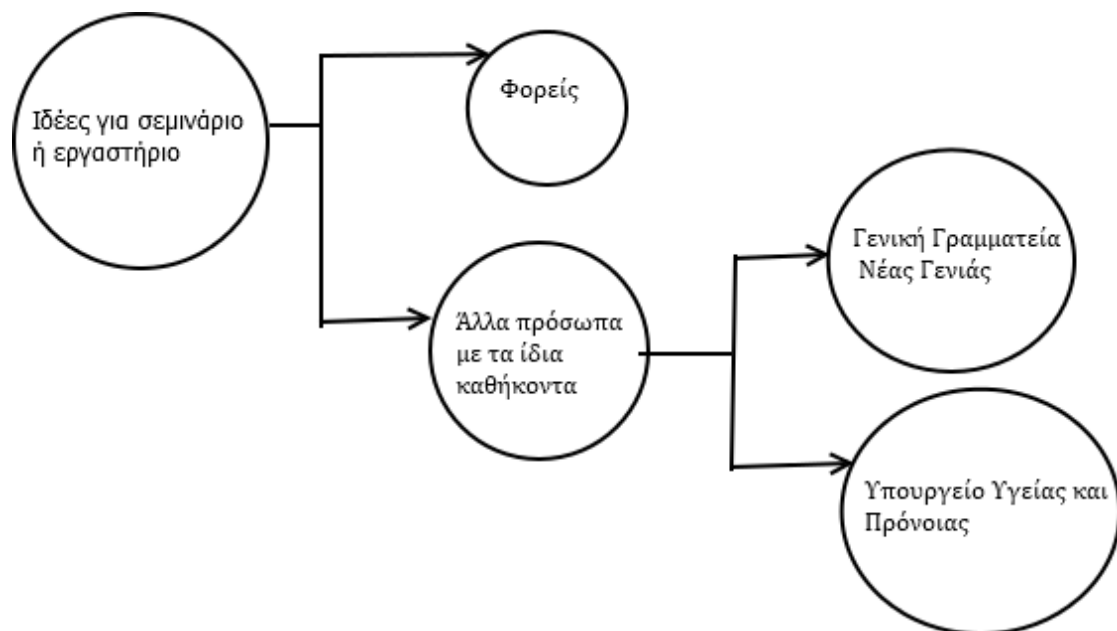 Ιδέες για σεμινάριο
ή εργαστήριο
Φορείς
Άλλα πρόσωπα
με τα ίδια
καθήκοντα
Γενική Γραμματεία
Νέας Γενιάς
Υπουργείο Υγείας και
Πρόνοιας